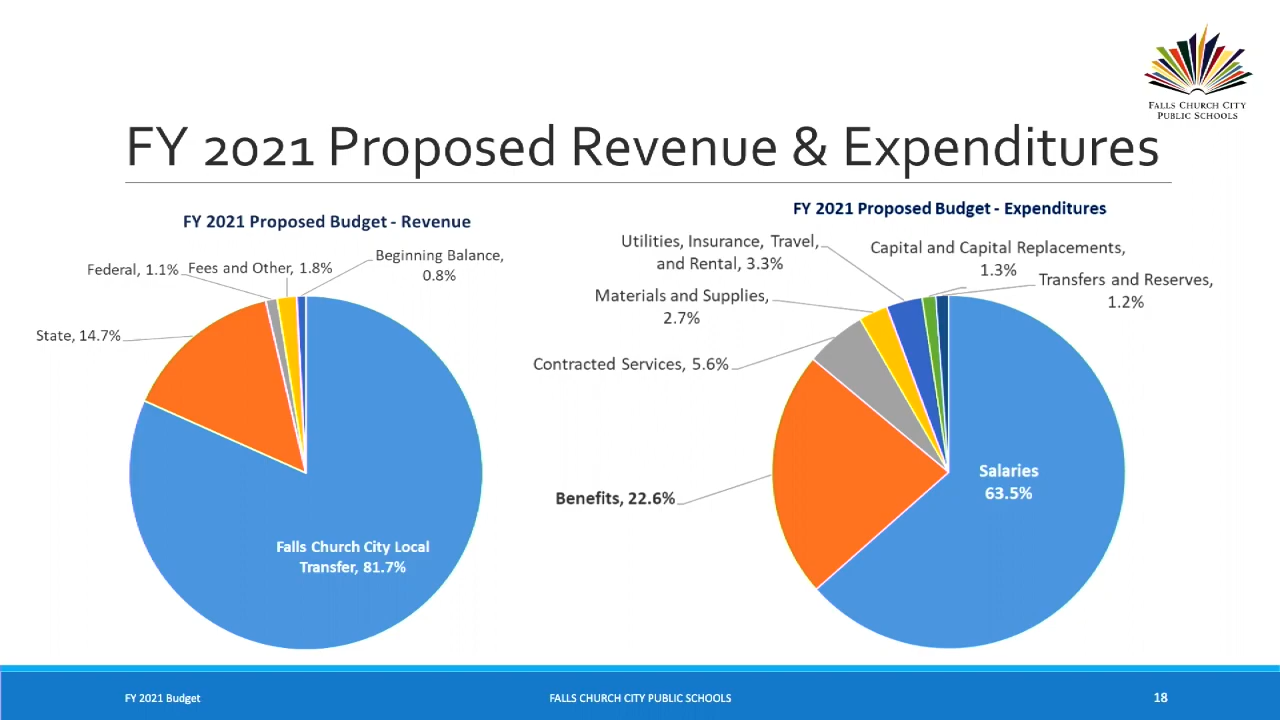 FALLS CHURCH CITY
PUBLIC SCHOOLS
FY 2021 Proposed Revenue & Expenditures
FY 2021 Proposed Budget - Revenue
Beginning Balance,
0.8%
Federal, 1.1%
Fees and Other, 1.8%
State, 14.7%
Falls Church City Local
Transfer, 81.7%
FY 2021 Proposed Budget - Expenditures
Utilities, Insurance, Travel,
and Rental, 3.3%
Capital and Capital Replacements,
1.3%
Transfers and Reserves,
1.2%
Materials and Supplies,
2.7%
Contracted Services, 5.6%
Benefits, 22.6%
Salaries
63.5%
FY 2021 Budget
FALLS CHURCH CITY PUBLIC SCHOOLS
18